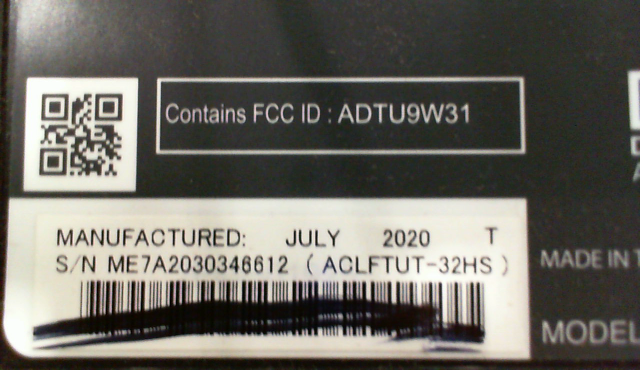 Contains FCC ID : ADTU9W31
MANUFACTURED: JULY 2020 T
S/N ME7A2030346612 ( ACLFTUT-32HS )
MADE IN
MODEL